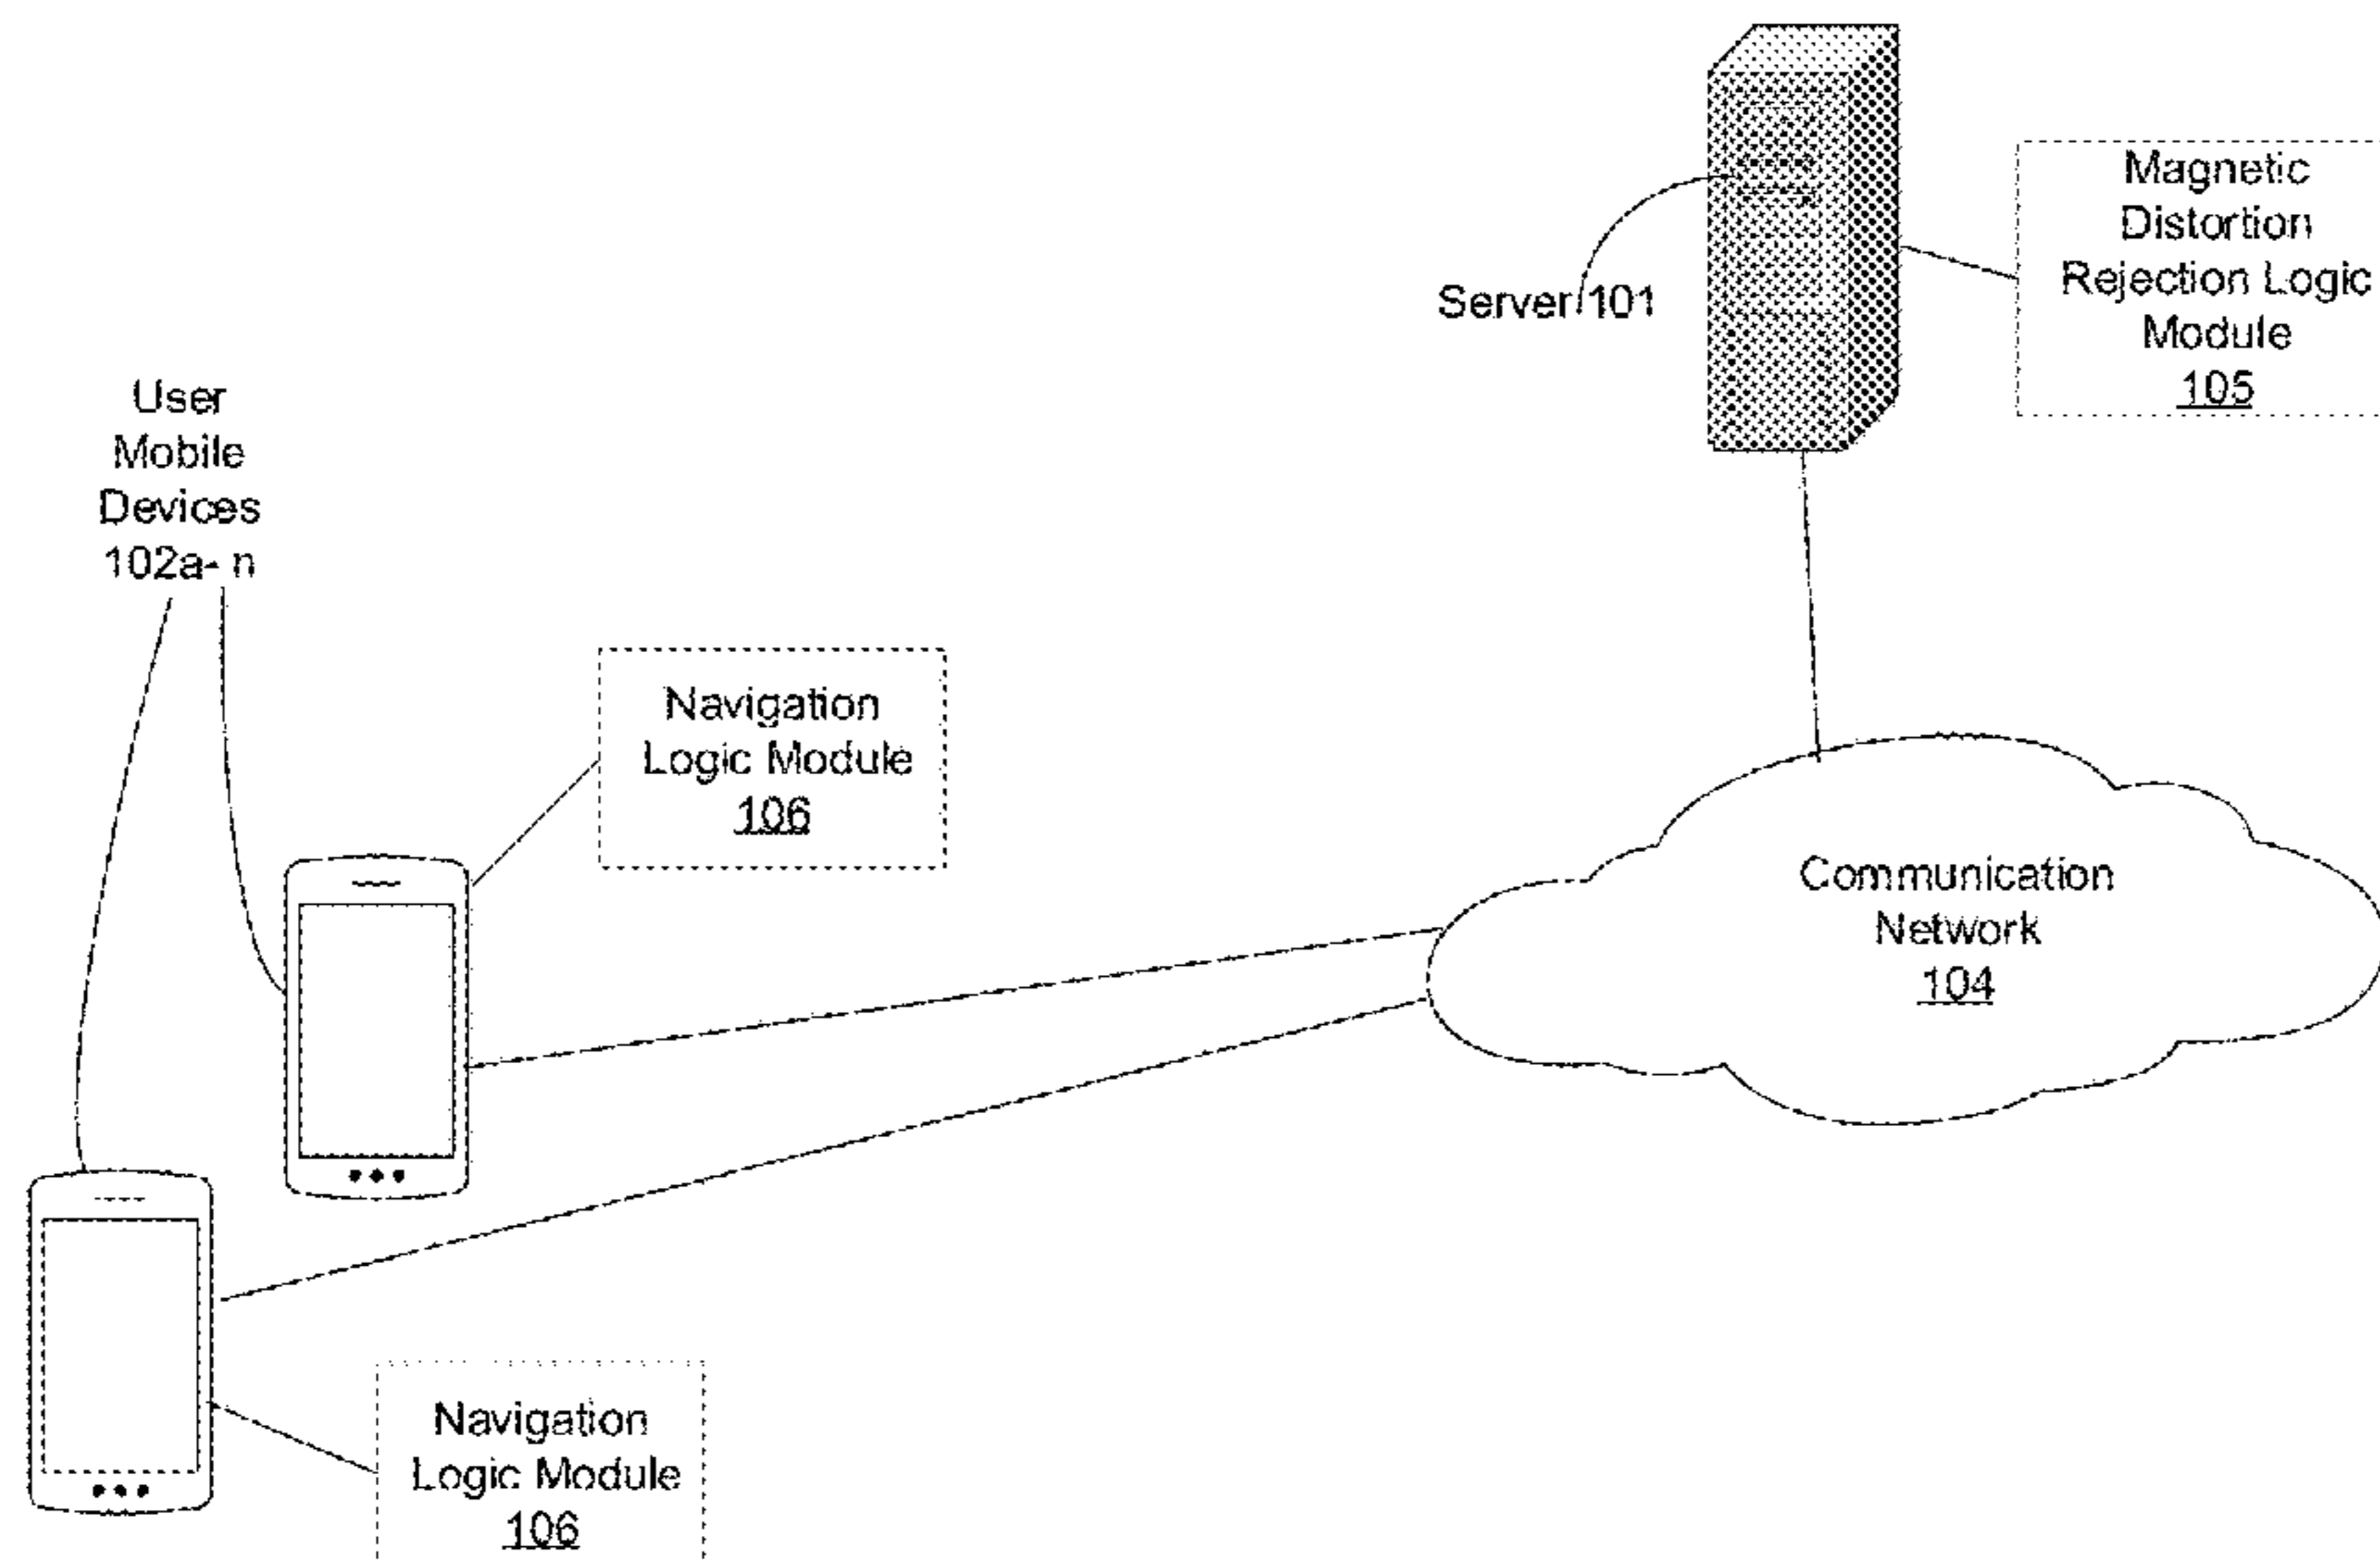 Magnetic
Distortion
Rejection Logic
Module
105
Server 101
User
Mobile
Devices
102a- n
Navigation
Logic Module
106
Communication
Network
104
Navigation
Logic Module
106